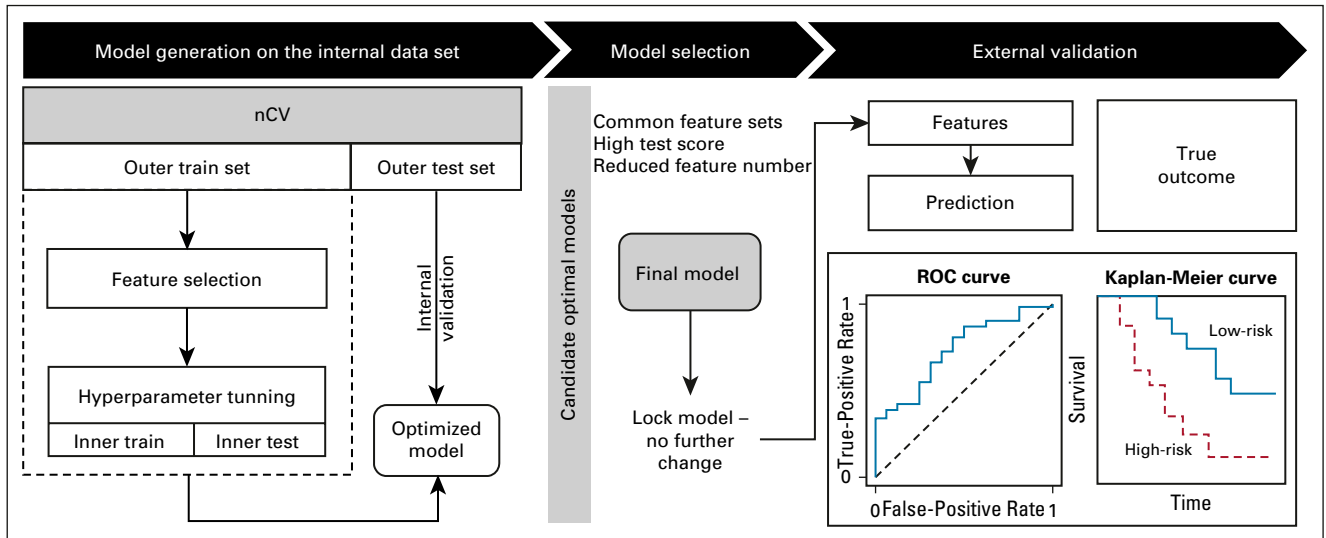 Model generation on the internal data set
Model selection
External validation
nCV
Outer train set
Outer test set
Feature selection
Hyperparameter tunning
Inner train
Inner test
Internal
validation
Optimized
model
Candidate optimal models
Common feature sets
High test score
Reduced feature number
Final model
Lock model –
no further
change
Features
Prediction
True
outcome
ROC curve
True-Positive Rate
1
0
0
False-Positive Rate
1
Kaplan-Meier curve
Survival
Low-risk
High-risk
Time